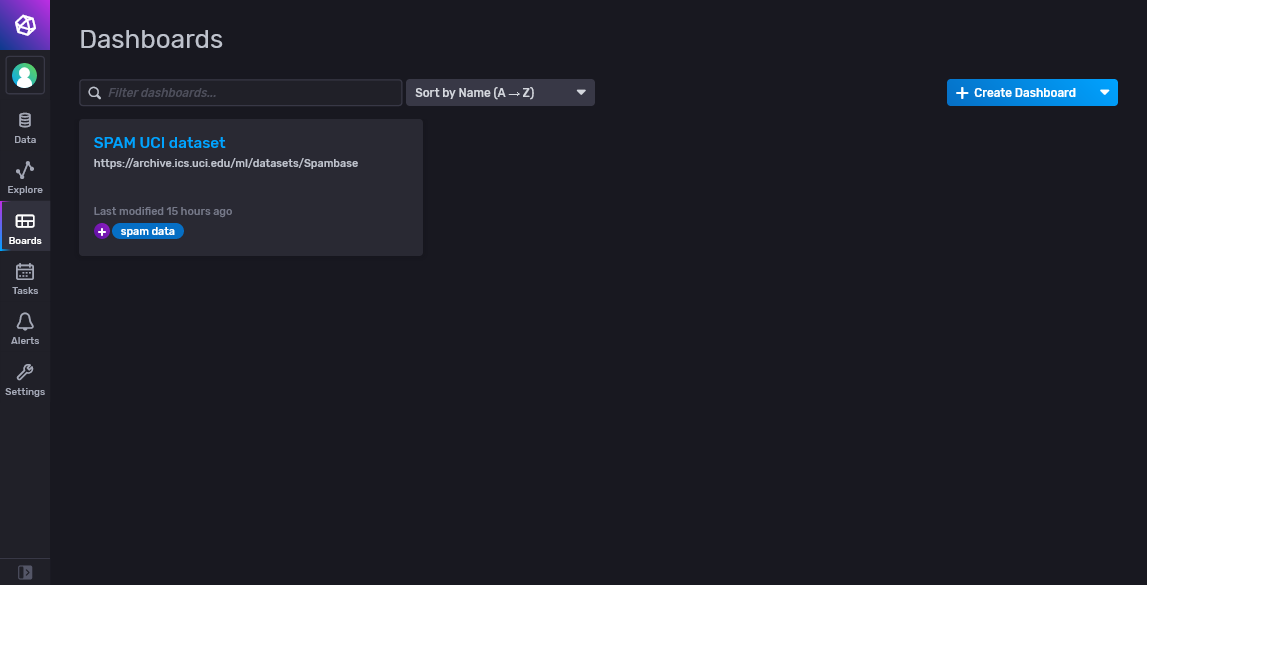 Dashboards
Filter dashboards...
Sort by Name (A → Z)
Create Dashboard
SPAM UCI dataset
https://archive.ics.uci.edu/ml/datasets/Spambase
Last modified 15 hours ago
spam data
Data
Explore
Boards
Tasks
Alerts
Settings